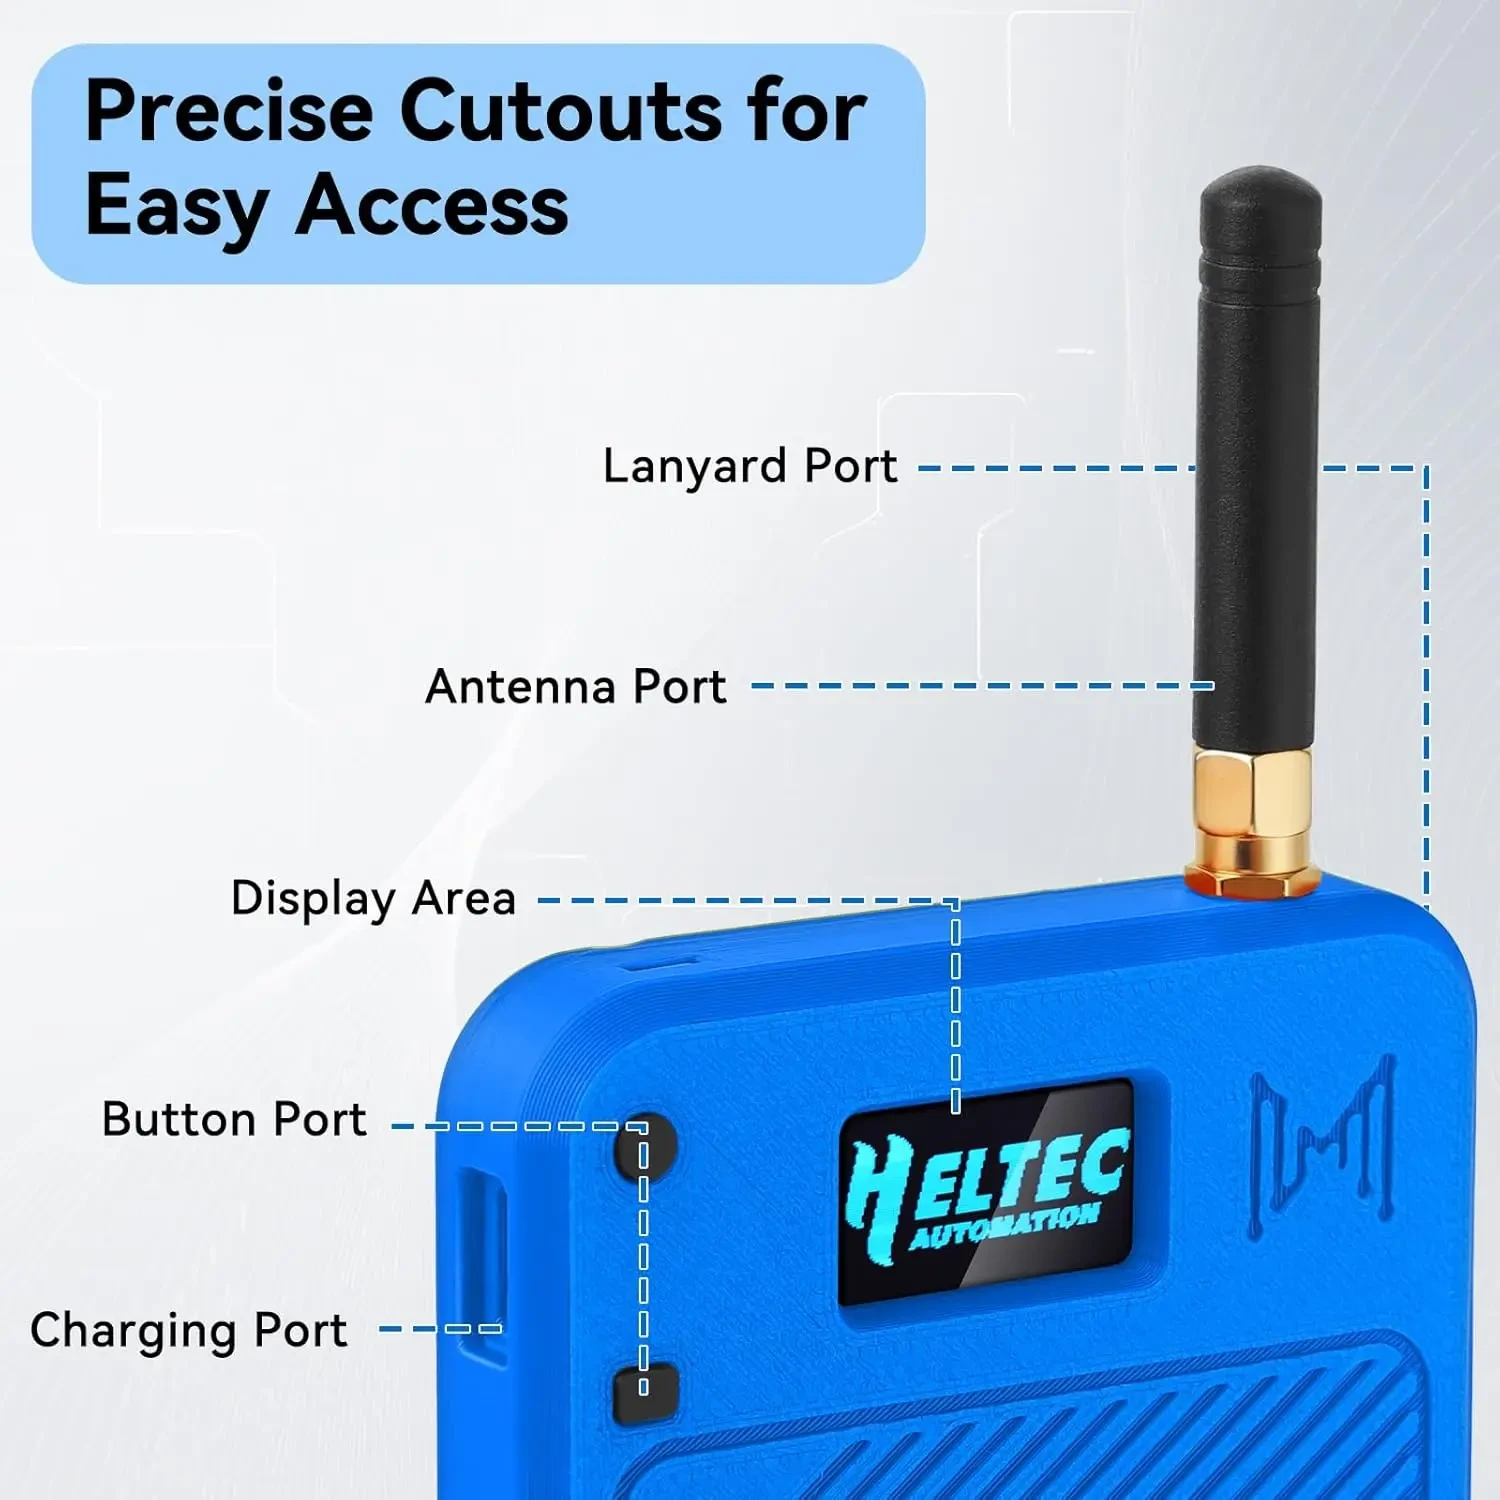 Precise Cutouts for
Easy Access
Lanyard Port
Antenna Port
Display Area
Button Port
Charging Port
HELTEC
AUTOMATION